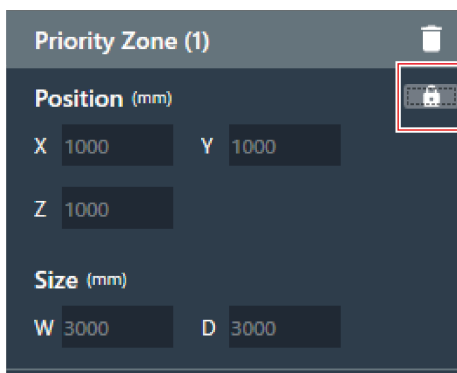 Priority Zone (1)
Position (mm)
X 1000 Y 1000
Z 1000
Size (mm)
W 3000 D 3000